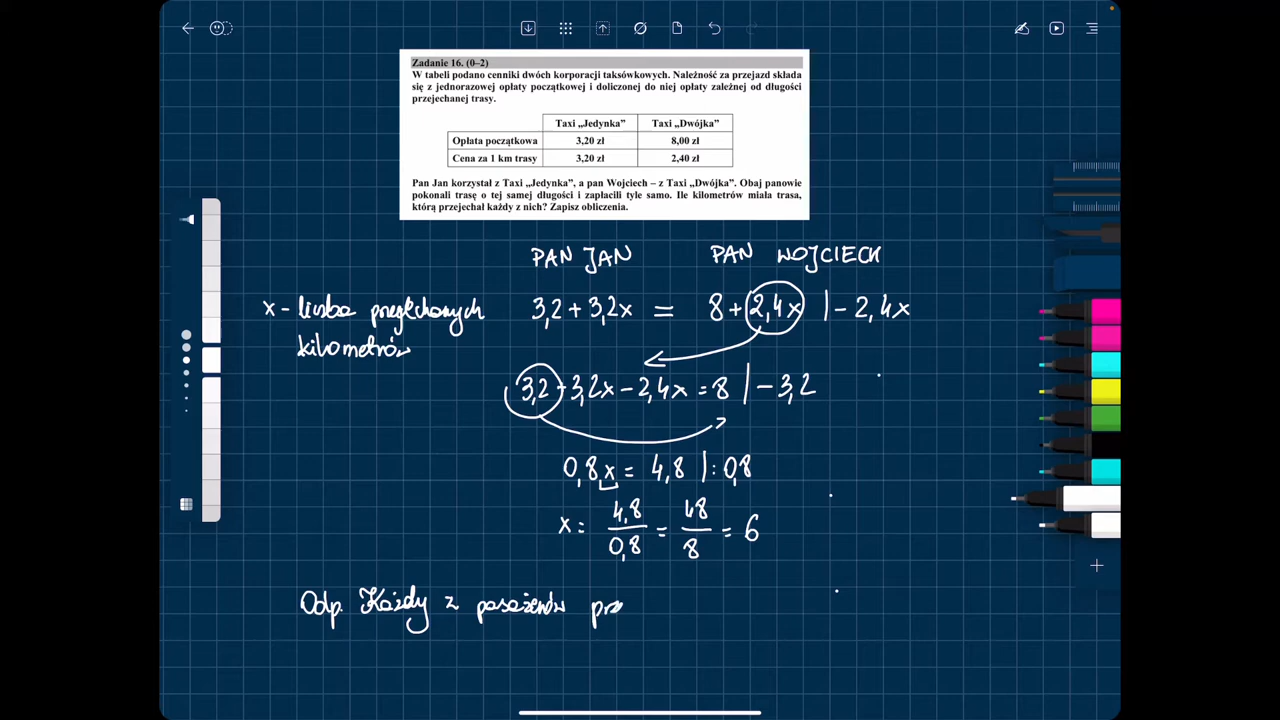 Zadanie 16. (0–2)
W tabeli podano cenniki dwóch korporacji taksówkowych. Należność za przejazd składa
się z jednorazowej opłaty początkowej i doliczonej do niej opłaty zależnej od długości
przejechanej trasy.
Taxi „Jedynka” Taxi „Dwójka”
Opłata początkowa 3,20 zł 8,00 zł
Cena za 1 km trasy 3,20 zł 2,40 zł
Pan Jan korzystał z Taxi „Jedynka”, a pan Wojciech – z Taxi „Dwójka”. Obaj panowie
pokonali trasę o tej samej długości i zapłacili tyle samo. Ile kilometrów miała trasa,
którą przejechał każdy z nich? Zapisz obliczenia.
PAN JAN PAN WOJCIECH
x - liczba przejechanych 3,2 + 3,2x = 8 + 2,4x | - 2,4x
kilometrów
3,2 + 3,2x - 2,4x = 8 | - 3,2
0,8x = 4,8 | : 0,8
x = 4,8/0,8 = 48/8 = 6
Odp. Każdy z pasażerów prze